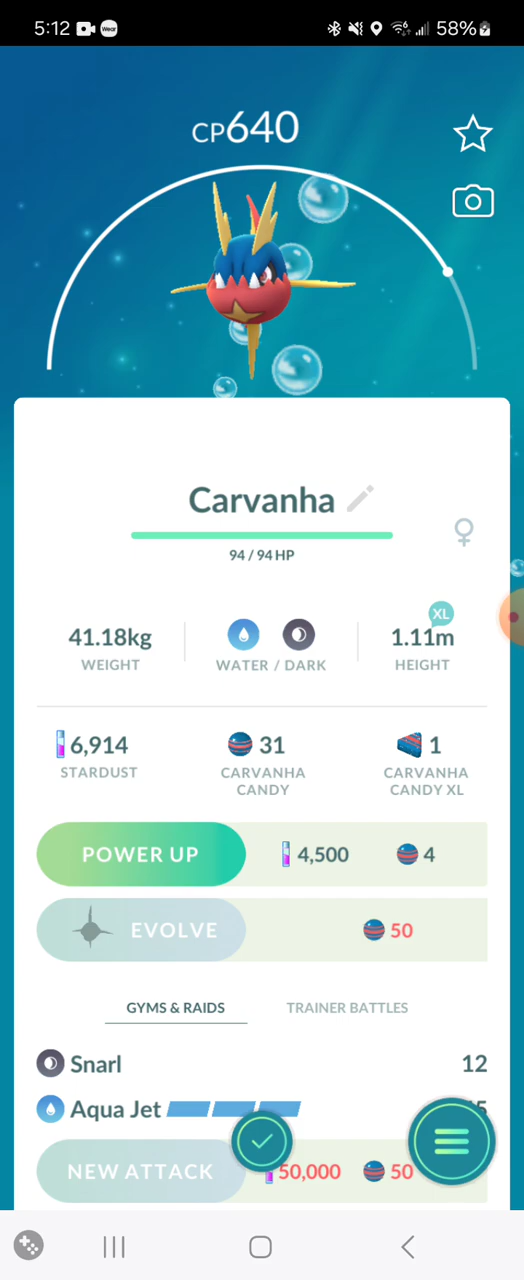 5:12 Wear 58%
CP640
Carvanha
94 / 94 HP
XL
41.18kg 1.11m
WEIGHT WATER / DARK HEIGHT
6,914 31 1
STARDUST CARVANHA CANDY CARVANHA CANDY XL
POWER UP 4,500 4
EVOLVE 50
GYMS & RAIDS TRAINER BATTLES
Snarl 12
Aqua Jet
NEW ATTACK 50,000 50